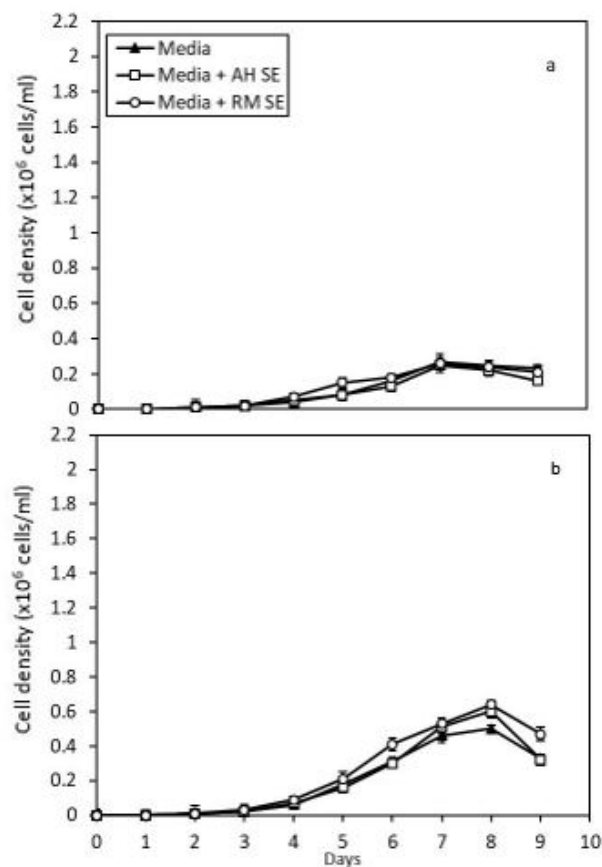 Media
Media + AH SE
Media + RM SE
a
Cell density (x10⁶ cells/ml)
2.2
2
1.8
1.6
1.4
1.2
1
0.8
0.6
0.4
0.2
0
b
Cell density (x10⁶ cells/ml)
2.2
2
1.8
1.6
1.4
1.2
1
0.8
0.6
0.4
0.2
0
0 1 2 3 4 5 6 7 8 9 10
Days